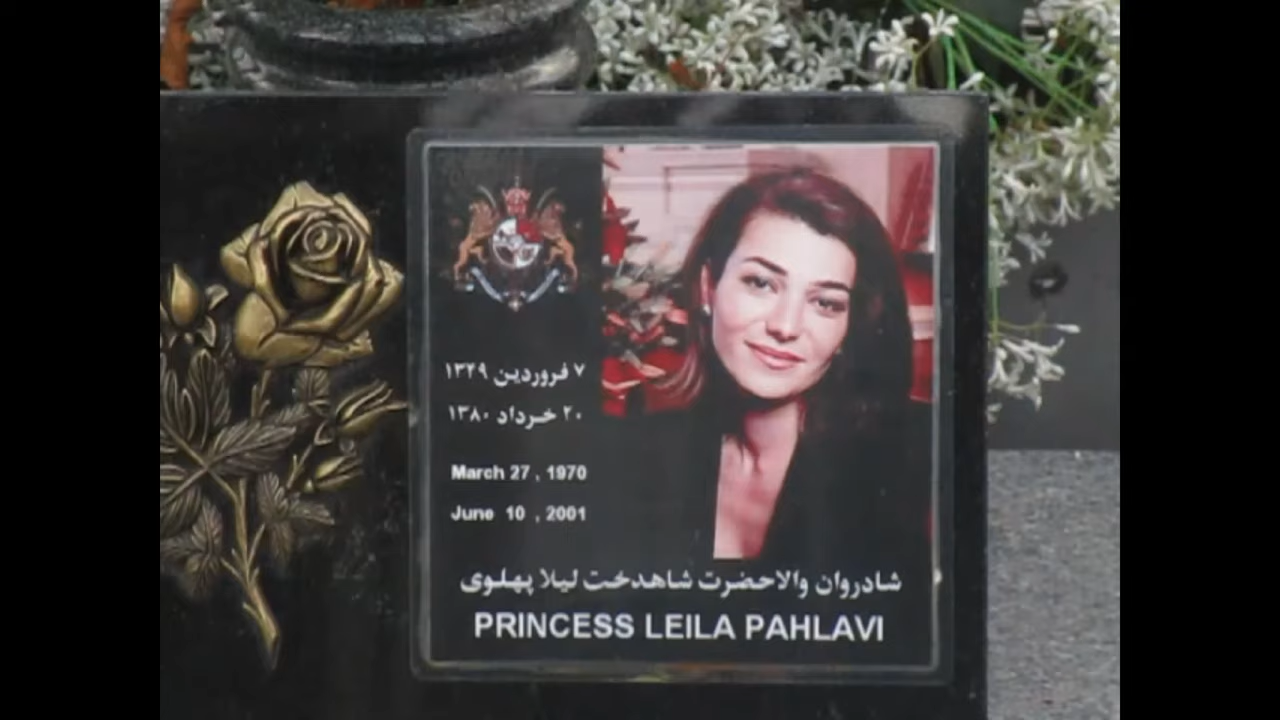 ۷ فروردین ۱۳۴۹
۲۰ خرداد ۱۳۸۰
March 27 , 1970
June 10 , 2001
شادروان والاحضرت شاهدخت لیلا پهلوی
PRINCESS LEILA PAHLAVI